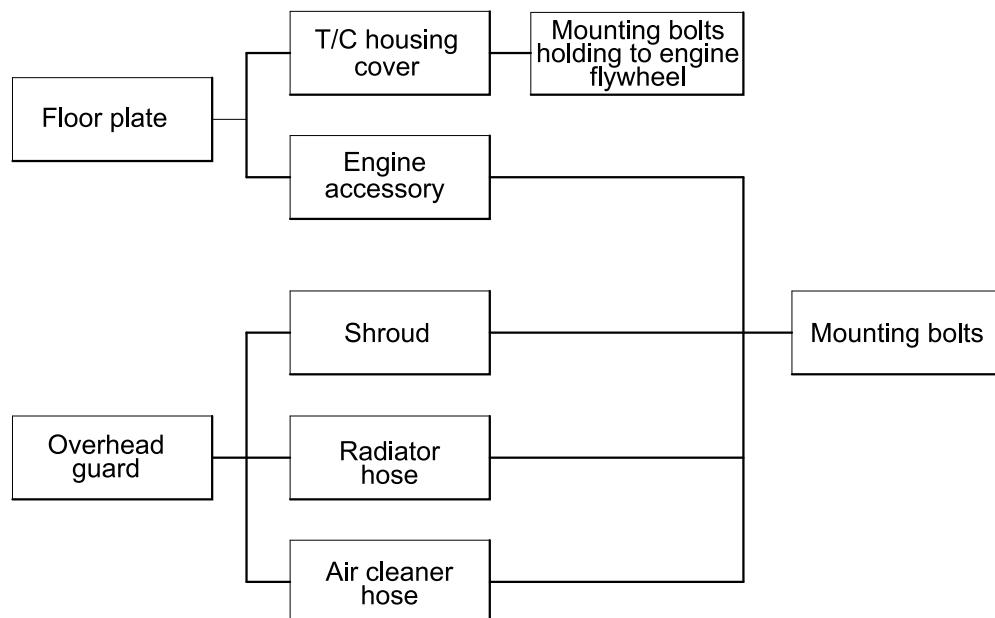 T/C housing
cover
Mounting bolts
holding to engine
flywheel
Floor plate
Engine
accessory
Shroud
Mounting bolts
Overhead
guard
Radiator
hose
Air cleaner
hose